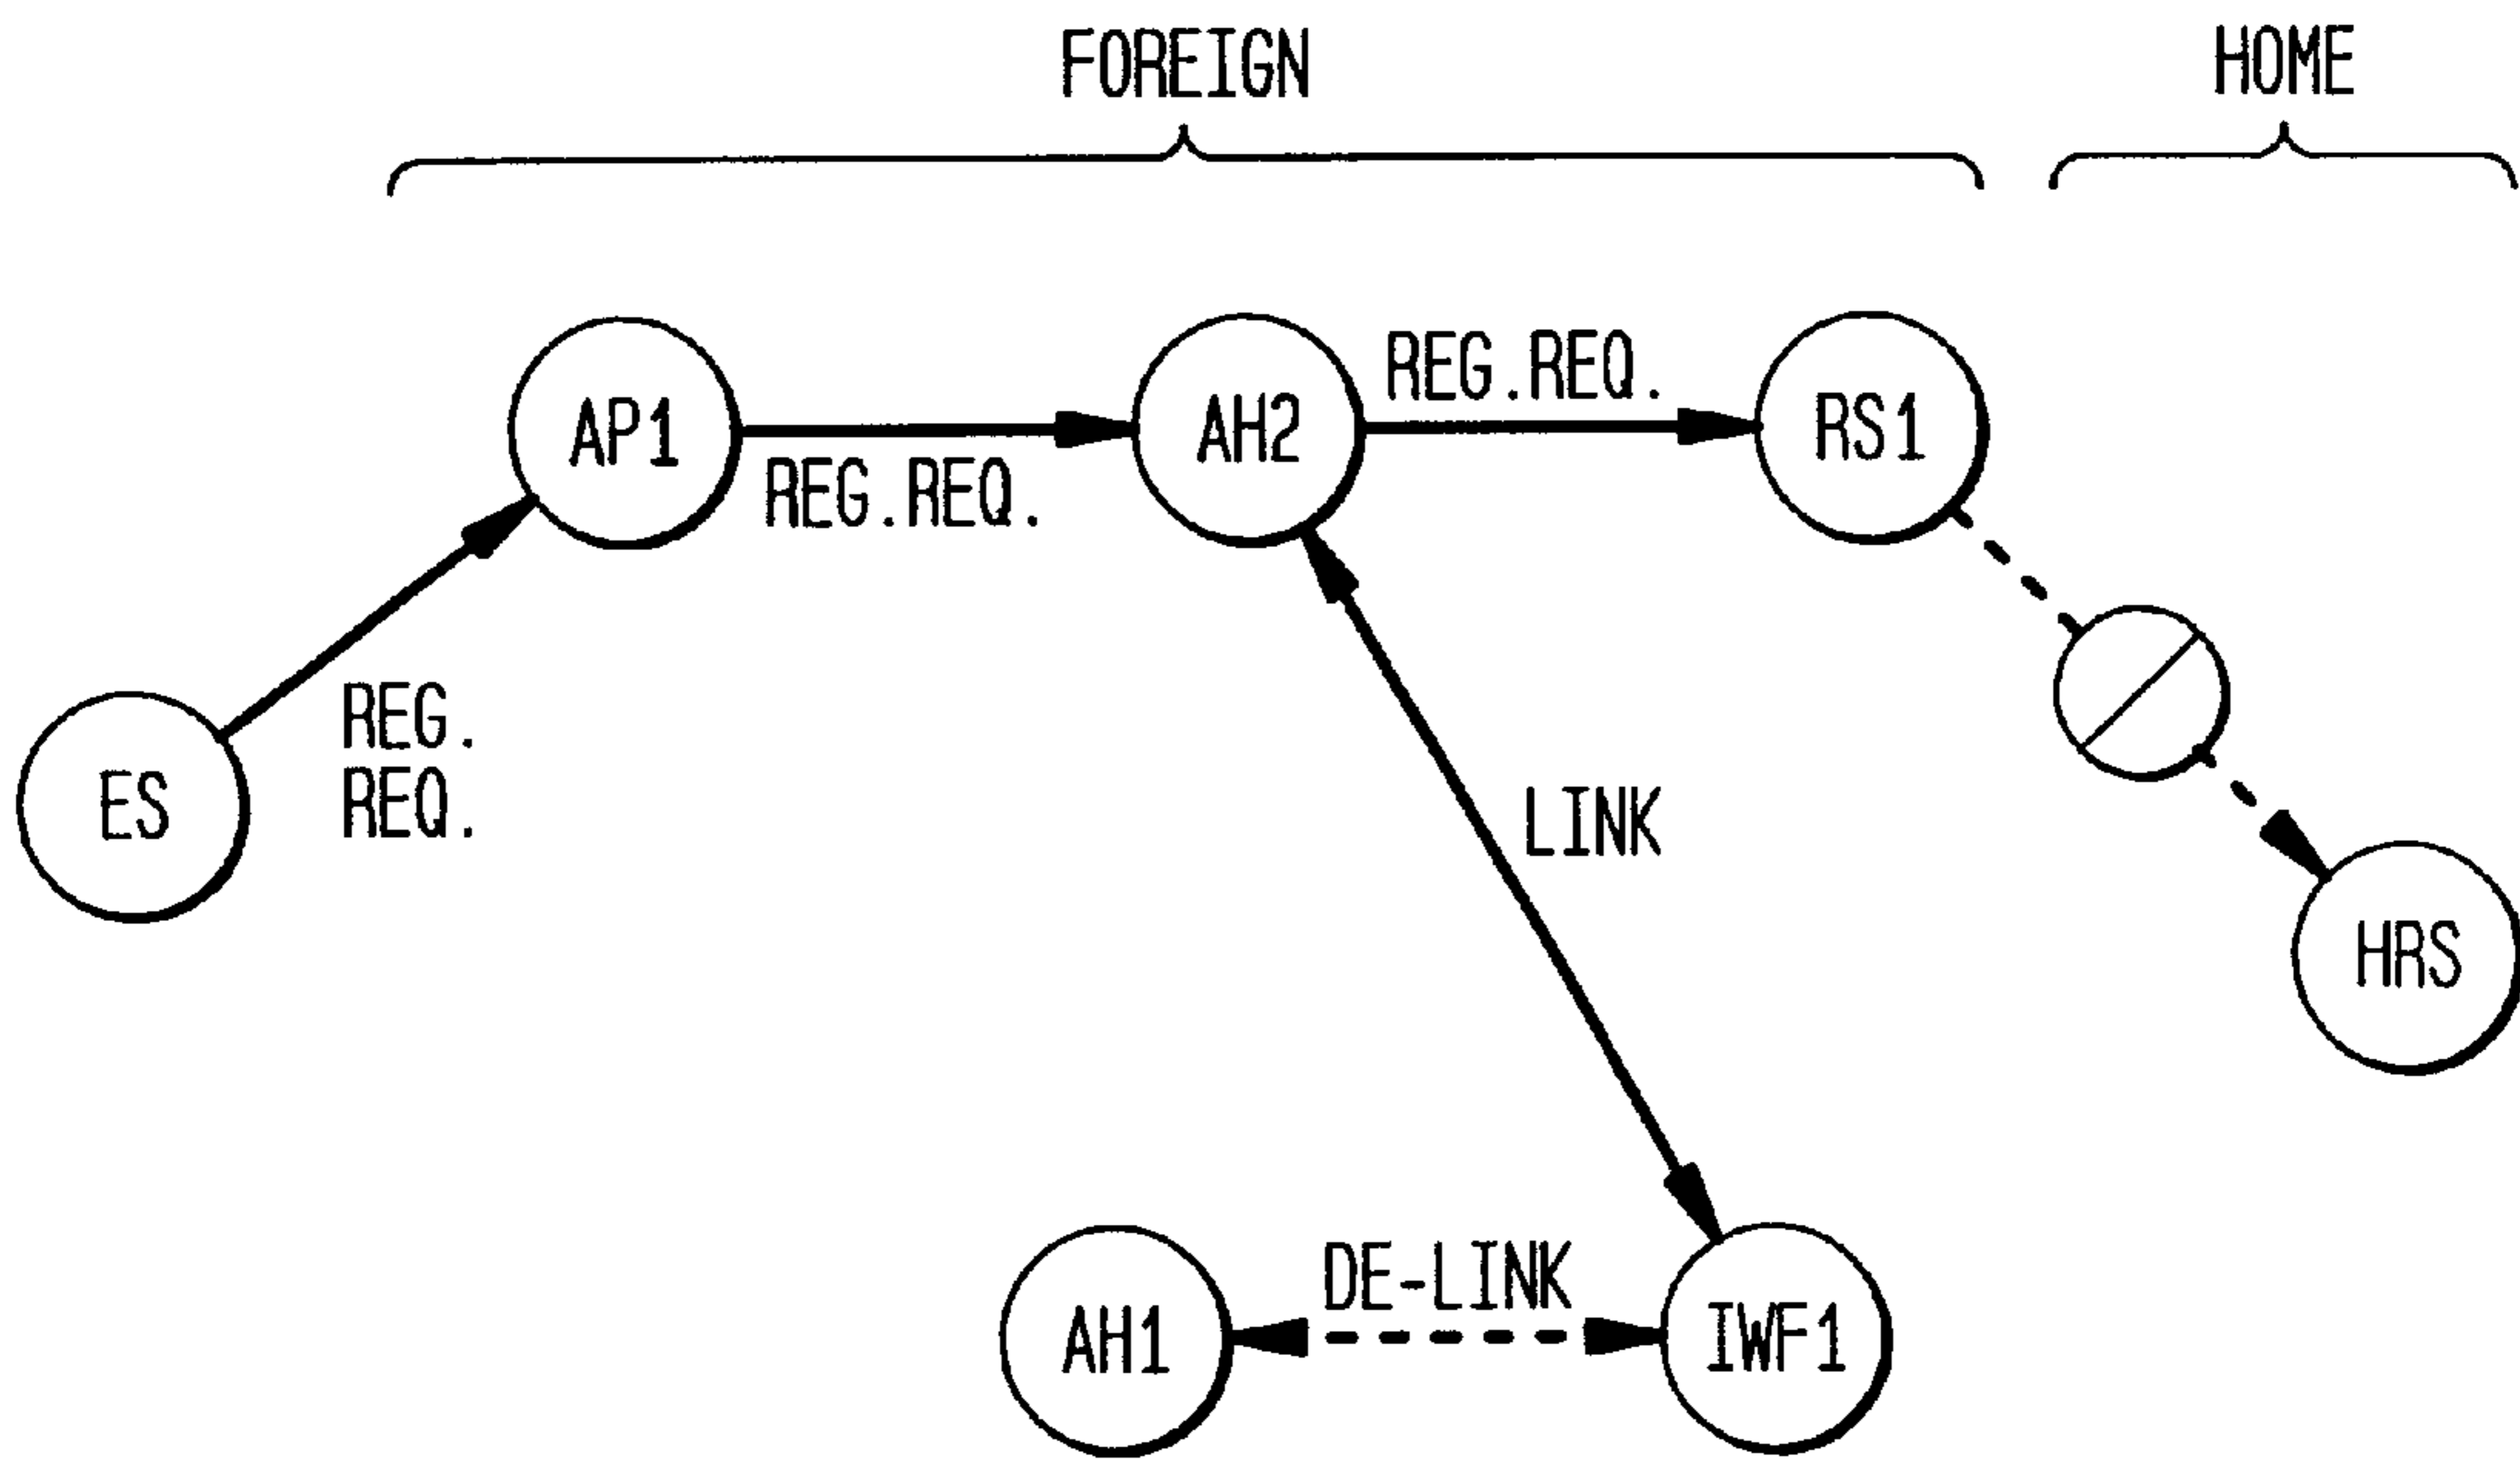 FOREIGN
HOME
AP1
REG.REQ.
AH2
REG.REQ.
RS1
ES
REG.
REQ.
LINK
HRS
AH1
DE-LINK
IWF1